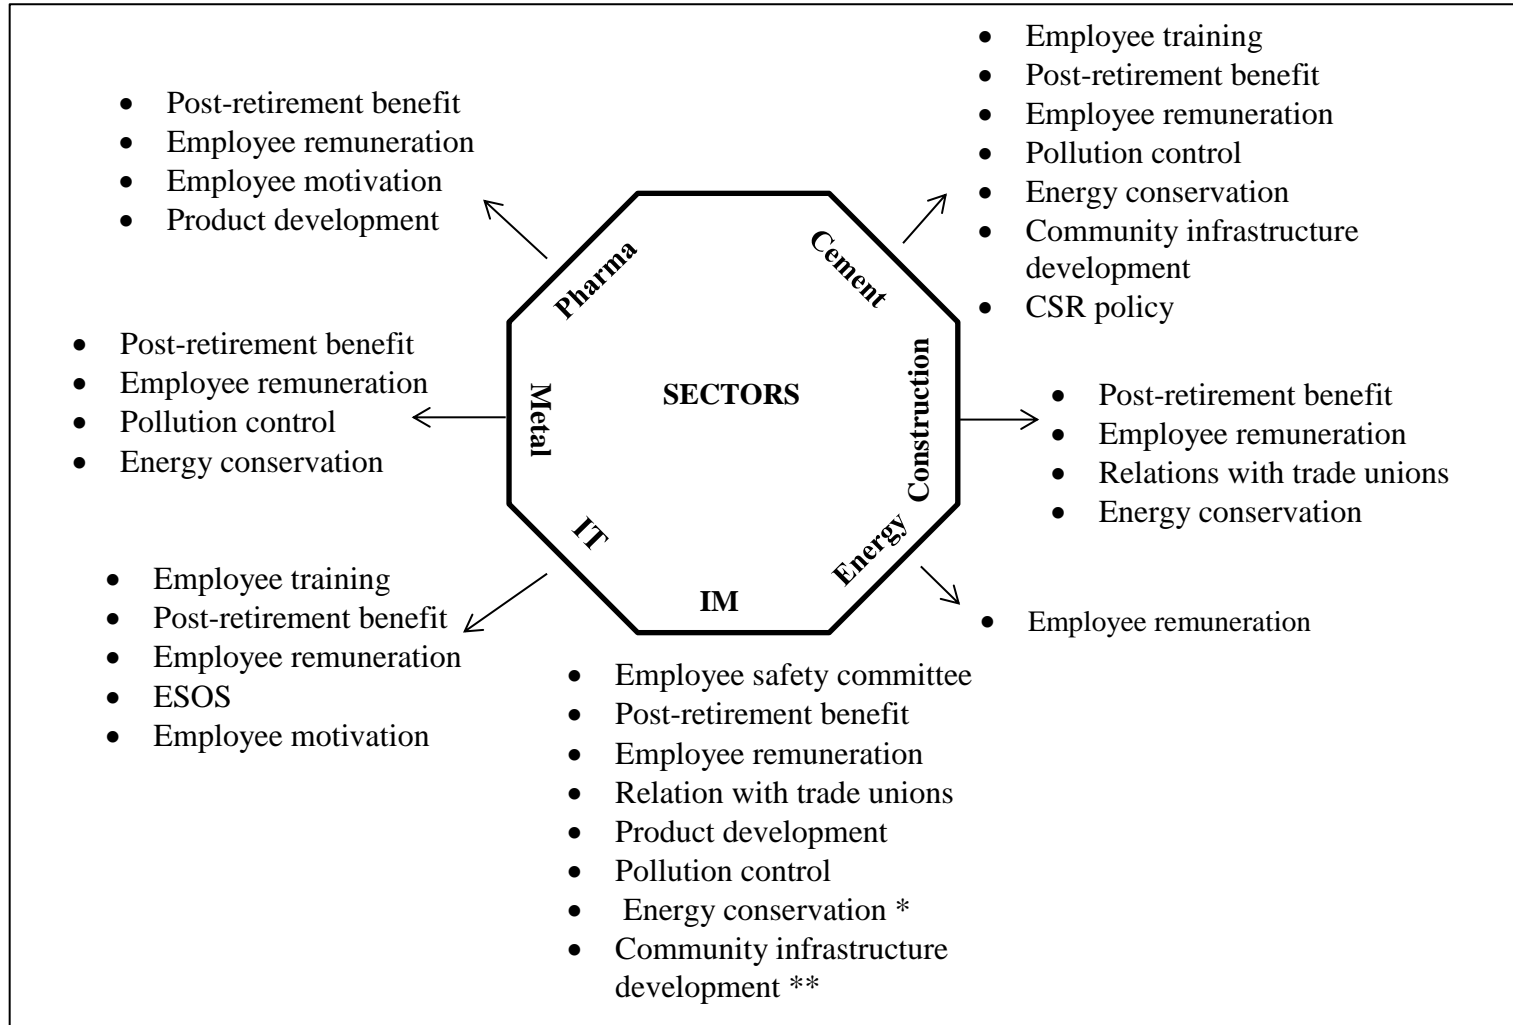 • Post-retirement benefit
• Employee remuneration
• Employee motivation
• Product development
• Employee training
• Post-retirement benefit
• Employee remuneration
• Pollution control
• Energy conservation
• Community infrastructure
development
• CSR policy
Pharma
Cement
• Post-retirement benefit
• Employee remuneration
• Pollution control
• Energy conservation
Metal
SECTORS
Construction
• Post-retirement benefit
• Employee remuneration
• Relations with trade unions
• Energy conservation
IT
IM
Energy
• Employee training
• Post-retirement benefit
• Employee remuneration
• ESOS
• Employee motivation
• Employee remuneration
• Employee safety committee
• Post-retirement benefit
• Employee remuneration
• Relation with trade unions
• Product development
• Pollution control
• Energy conservation *
• Community infrastructure
development **